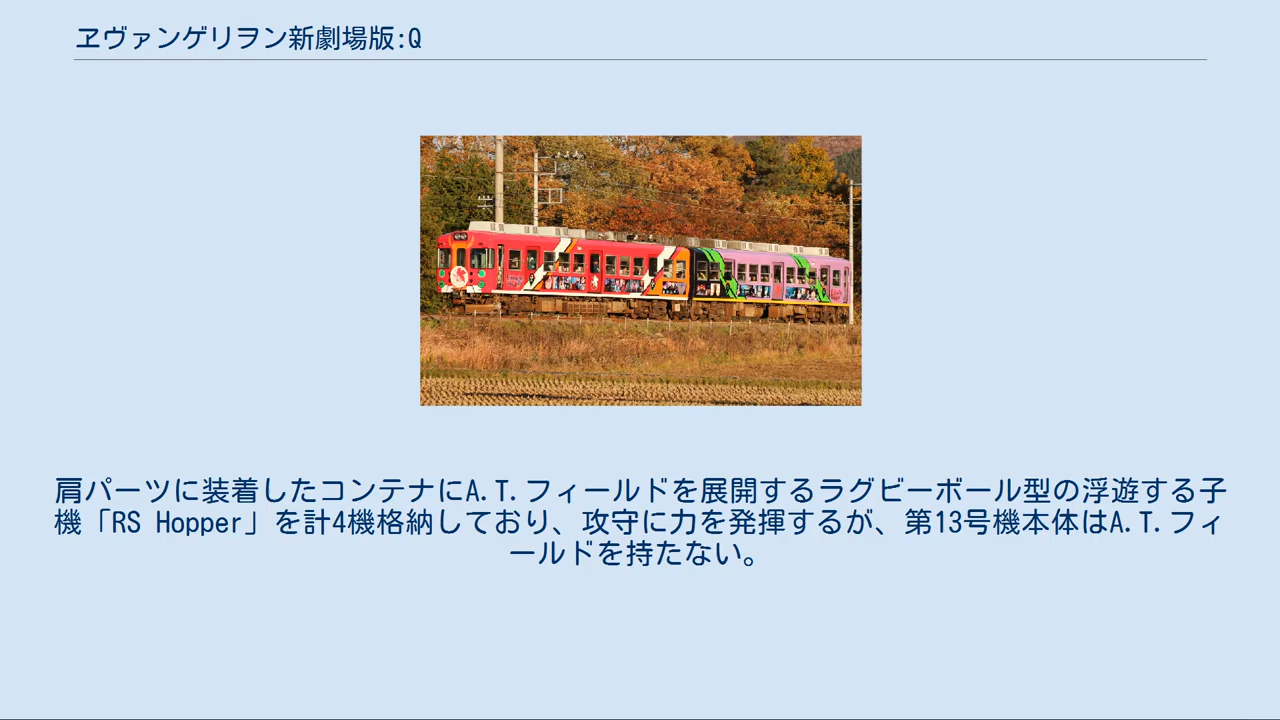 ヱヴァンゲリヲン新劇場版:Q
肩パーツに装着したコンテナにA.T.フィールドを展開するラグビーボール型の浮遊する子
機「RS Hopper」を計4機格納しており、攻守に力を発揮するが、第13号機本体はA.T.フィ
ールドを持たない。